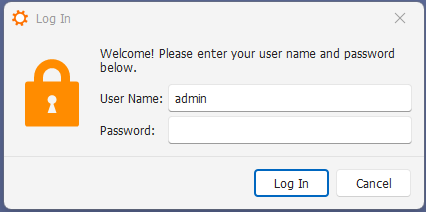 Log In
Welcome! Please enter your user name and password
below.
User Name: admin
Password:
Log In Cancel